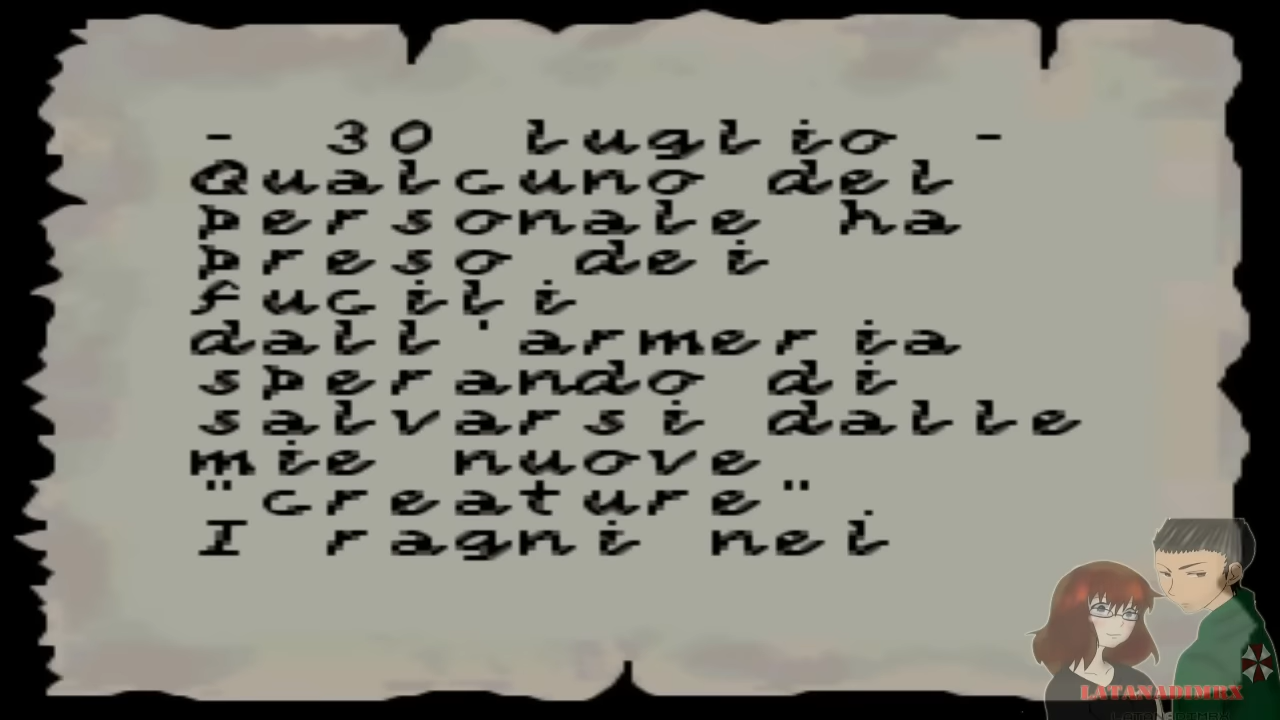 - 30 luglio -
Qualcuno del
personale ha
preso dei
fucili
dall'armeria
sperando di
salvarsi dalle
mie nuove
"creature".
I ragni nel
LATANADIMRX